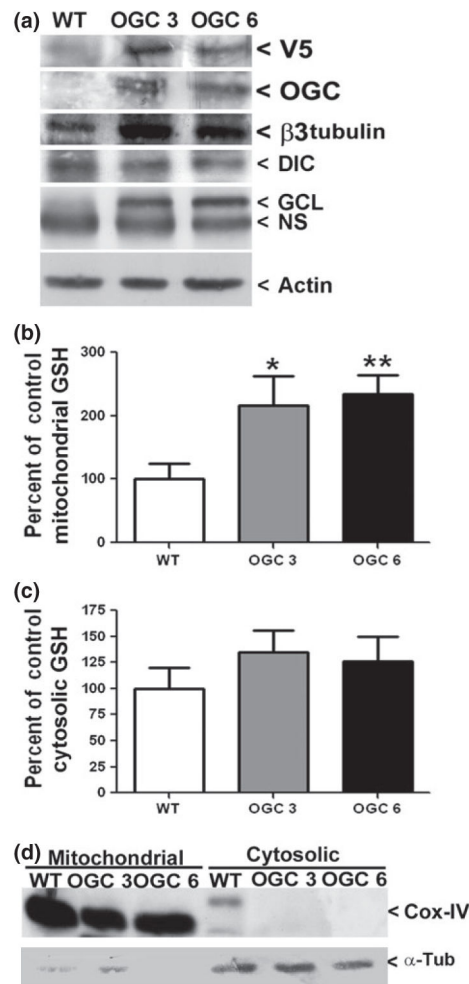 (a) WT OGC 3 OGC 6
< V5
< OGC
< β3tubulin
< DIC
< GCL
< NS
< Actin
(b)
Percent of control
mitochondrial GSH
300
200
100
0
*
**
WT OGC 3 OGC 6
(c)
Percent of control
cytosolic GSH
175
150
125
100
75
50
25
0
WT OGC 3 OGC 6
(d) Mitochondrial Cytosolic
WT OGC 3 OGC 6 WT OGC 3 OGC 6
< Cox-IV
< α-Tub